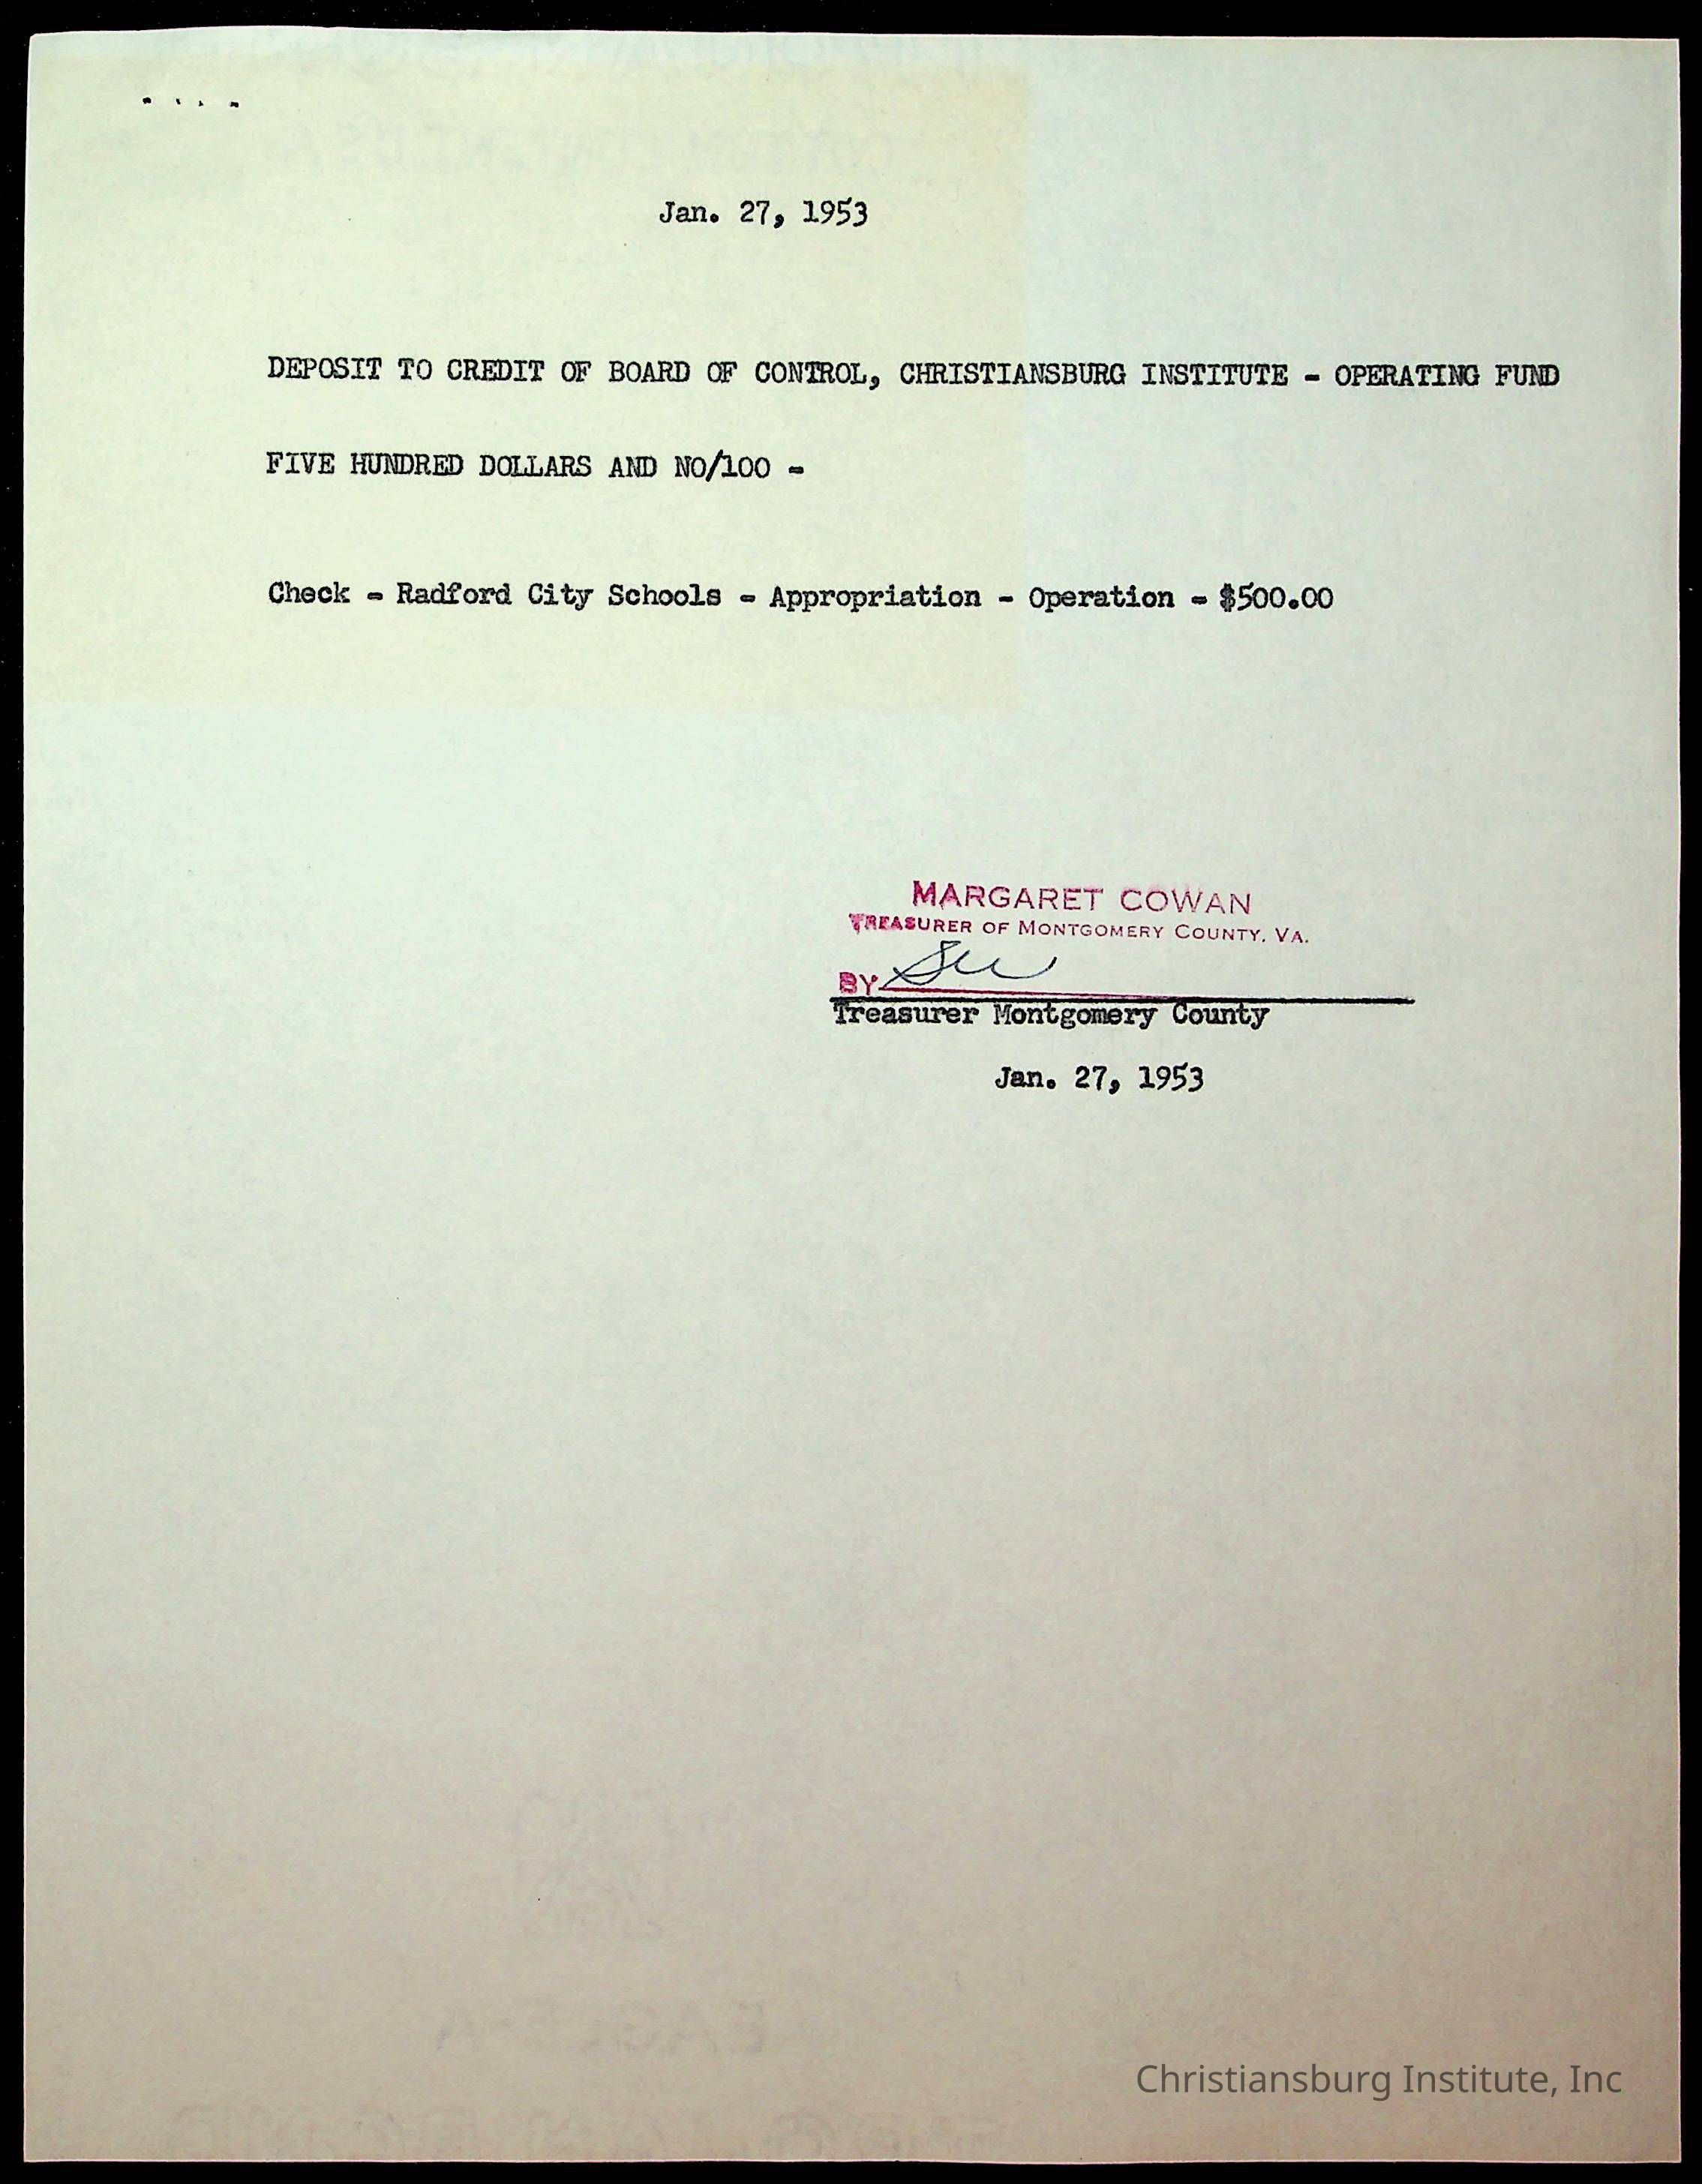 Jan. 27, 1953
DEPOSIT TO CREDIT OF BOARD OF CONTROL, CHRISTIANSBURG INSTITUTE - OPERATING FUND
FIVE HUNDRED DOLLARS AND NO/100 -
Check - Radford City Schools - Appropriation - Operation - $500.00
MARGARET COWAN
TREASURER OF MONTGOMERY COUNTY, VA.
BY
Treasurer Montgomery County
Jan. 27, 1953
Christiansburg Institute, Inc